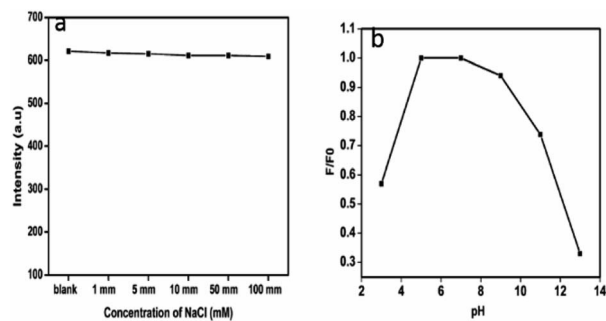 a
700
600
500
400
300
200
100
Intensity (a.u)
blank 1 mm 5 mm 10 mm 50 mm 100 mm
Concentration of NaCl (mM)
b
1.0
0.9
0.8
0.7
0.6
0.5
0.4
0.3
F/F0
2 4 6 8 10 12 14
pH